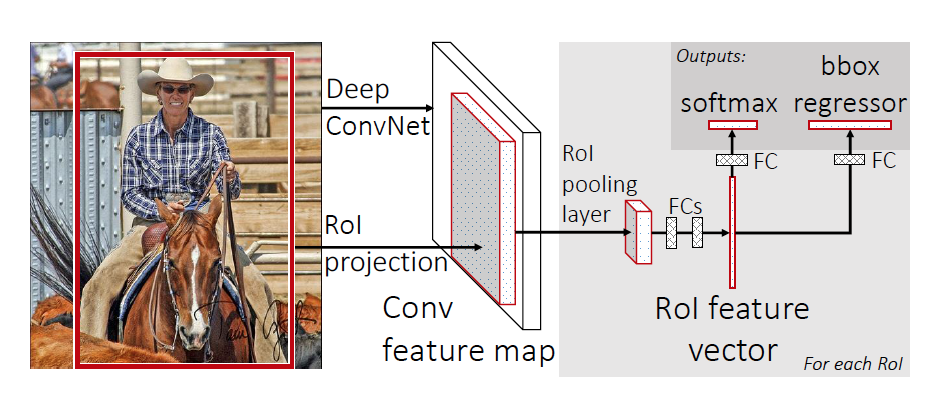 Outputs:
bbox
softmax regressor
Deep
ConvNet
FC
FC
RoI
pooling
layer
FCs
RoI
projection
Conv
feature map
RoI feature
vector
For each RoI